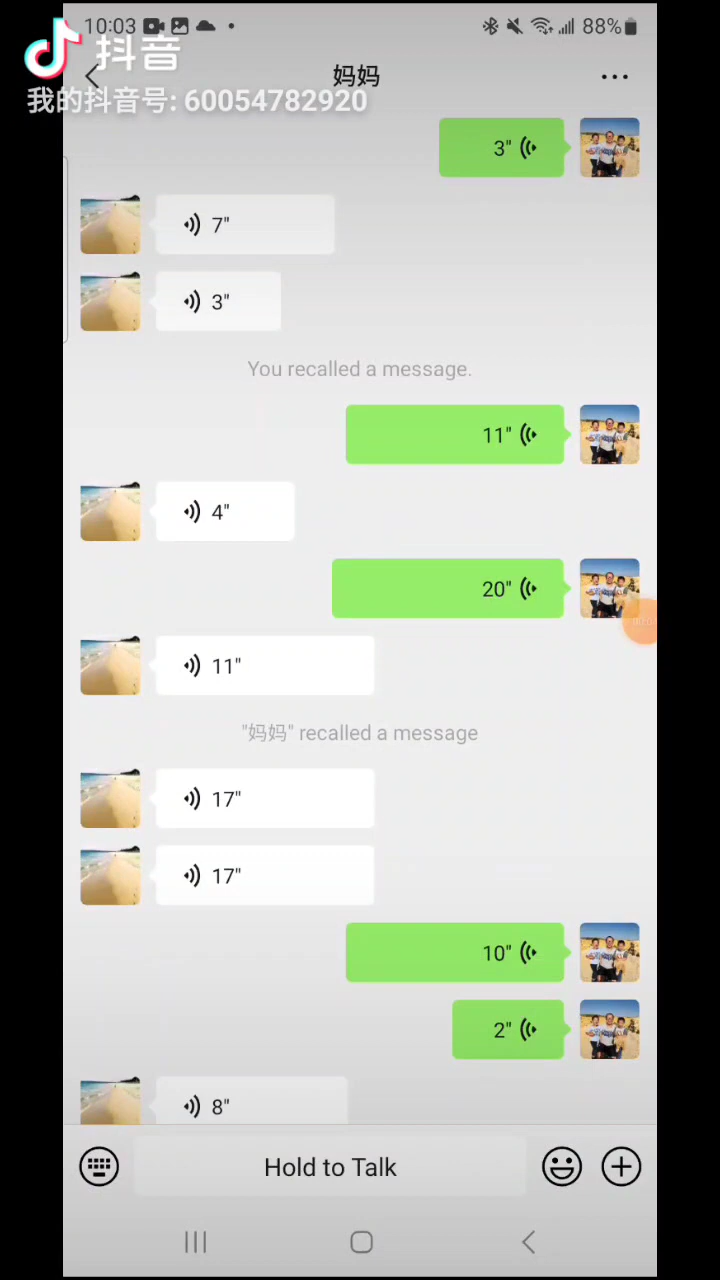 10:03
88%
抖音
妈妈
我的抖音号: 60054782920
3"
7"
3"
You recalled a message.
11"
4"
20"
11"
"妈妈" recalled a message
17"
17"
10"
2"
8"
Hold to Talk